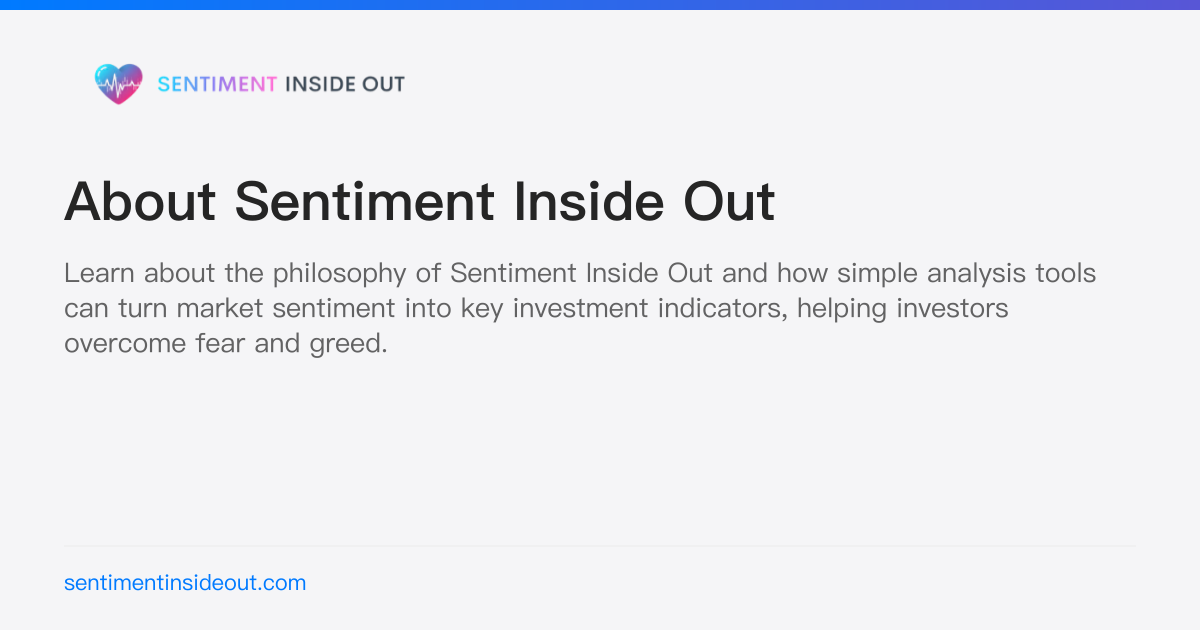 SENTIMENT INSIDE OUT
About Sentiment Inside Out
Learn about the philosophy of Sentiment Inside Out and how simple analysis tools
can turn market sentiment into key investment indicators, helping investors
overcome fear and greed.
sentimentinsideout.com